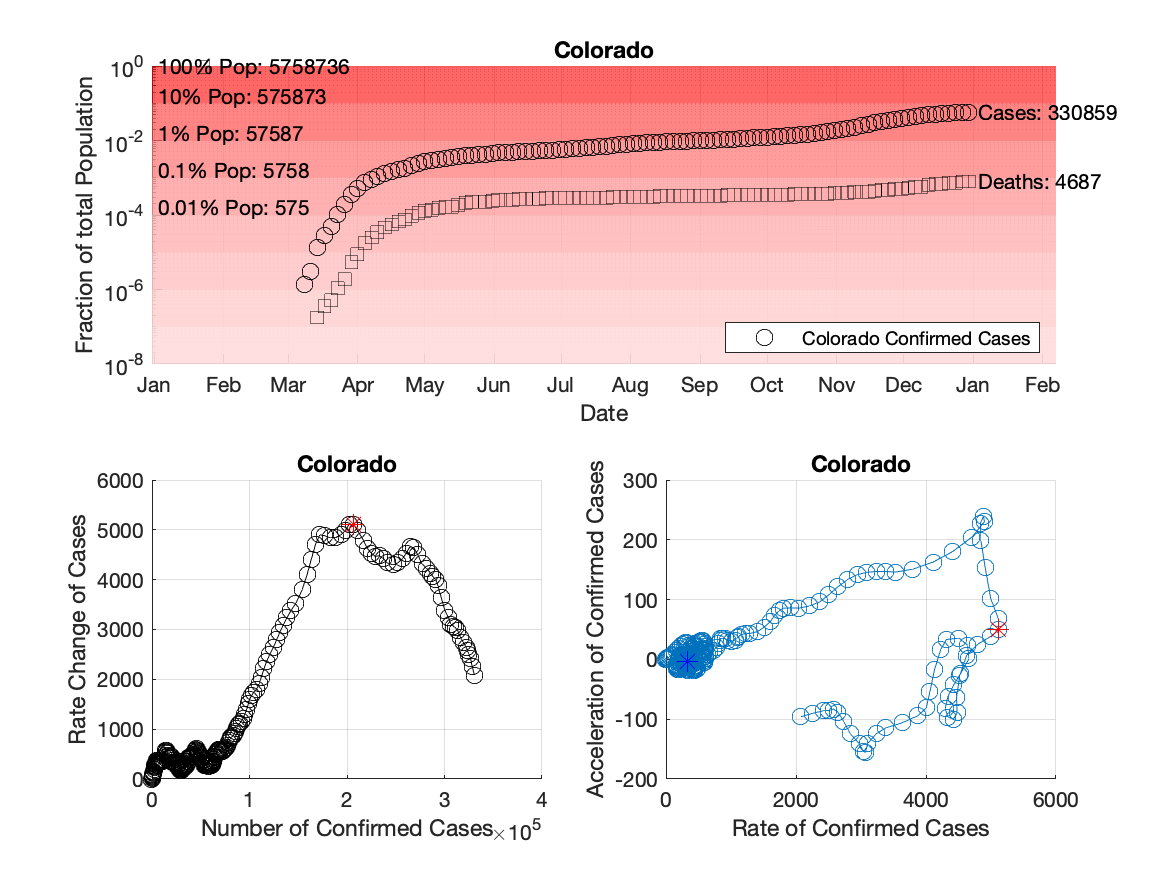 Colorado
Fraction of total Population
10^0
10^-2
10^-4
10^-6
10^-8
100% Pop: 5758736
10% Pop: 575873
1% Pop: 57587
0.1% Pop: 5758
0.01% Pop: 575
Cases: 330859
Deaths: 4687
Colorado Confirmed Cases
Jan Feb Mar Apr May Jun Jul Aug Sep Oct Nov Dec Jan Feb
Date
Colorado
Rate Change of Cases
6000
5000
4000
3000
2000
1000
0
0 1 2 3 4
Number of Confirmed Cases ×10^5
Colorado
Acceleration of Confirmed Cases
300
200
100
0
-100
-200
0 2000 4000 6000
Rate of Confirmed Cases